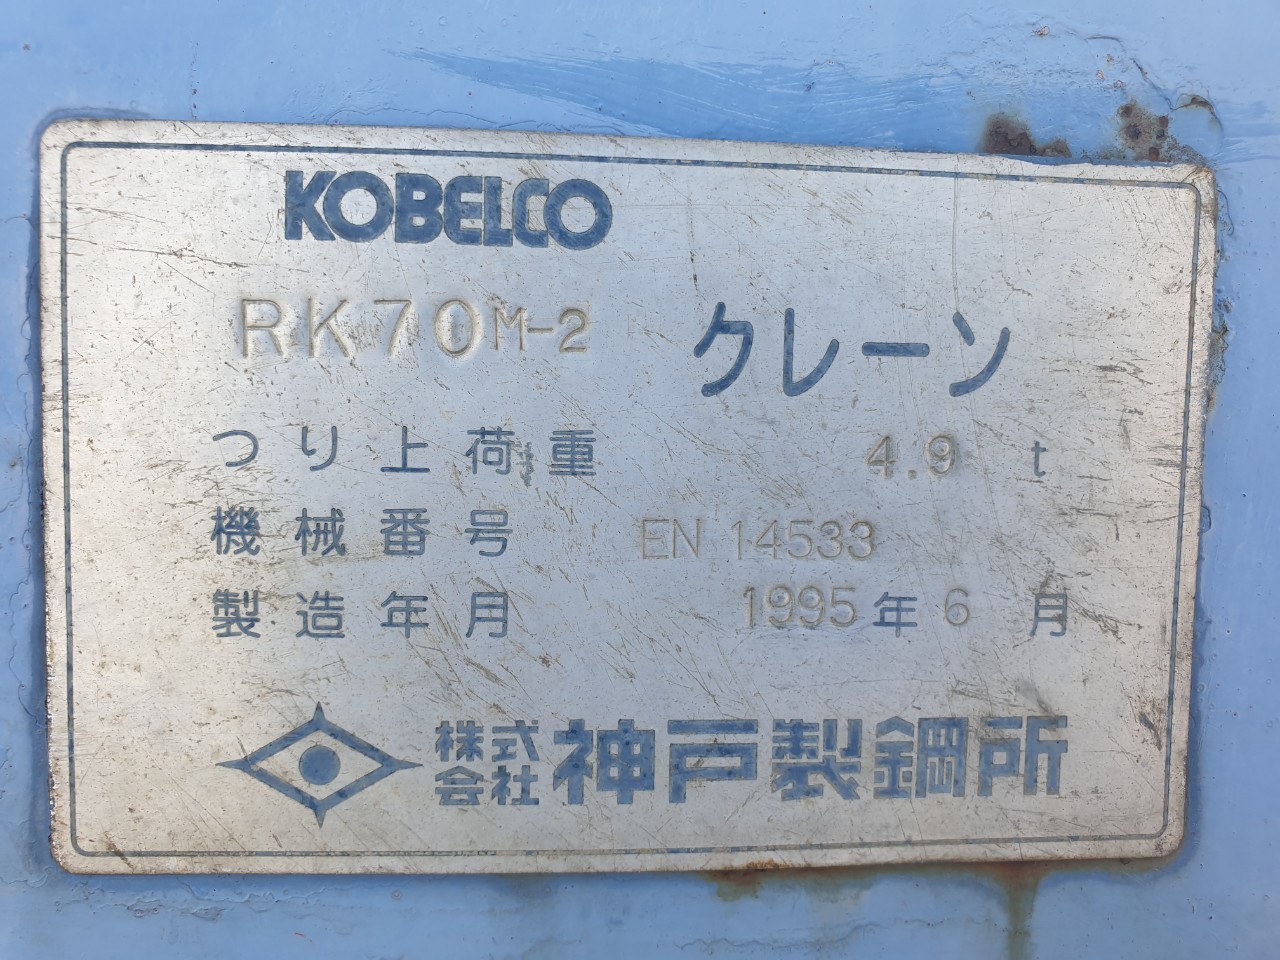 KOBELCO
RK70M-2 クレーン
つり上荷重 4.9 t
機械番号 EN 14533
製造年月 1995年6月
株式会社 神戸製鋼所